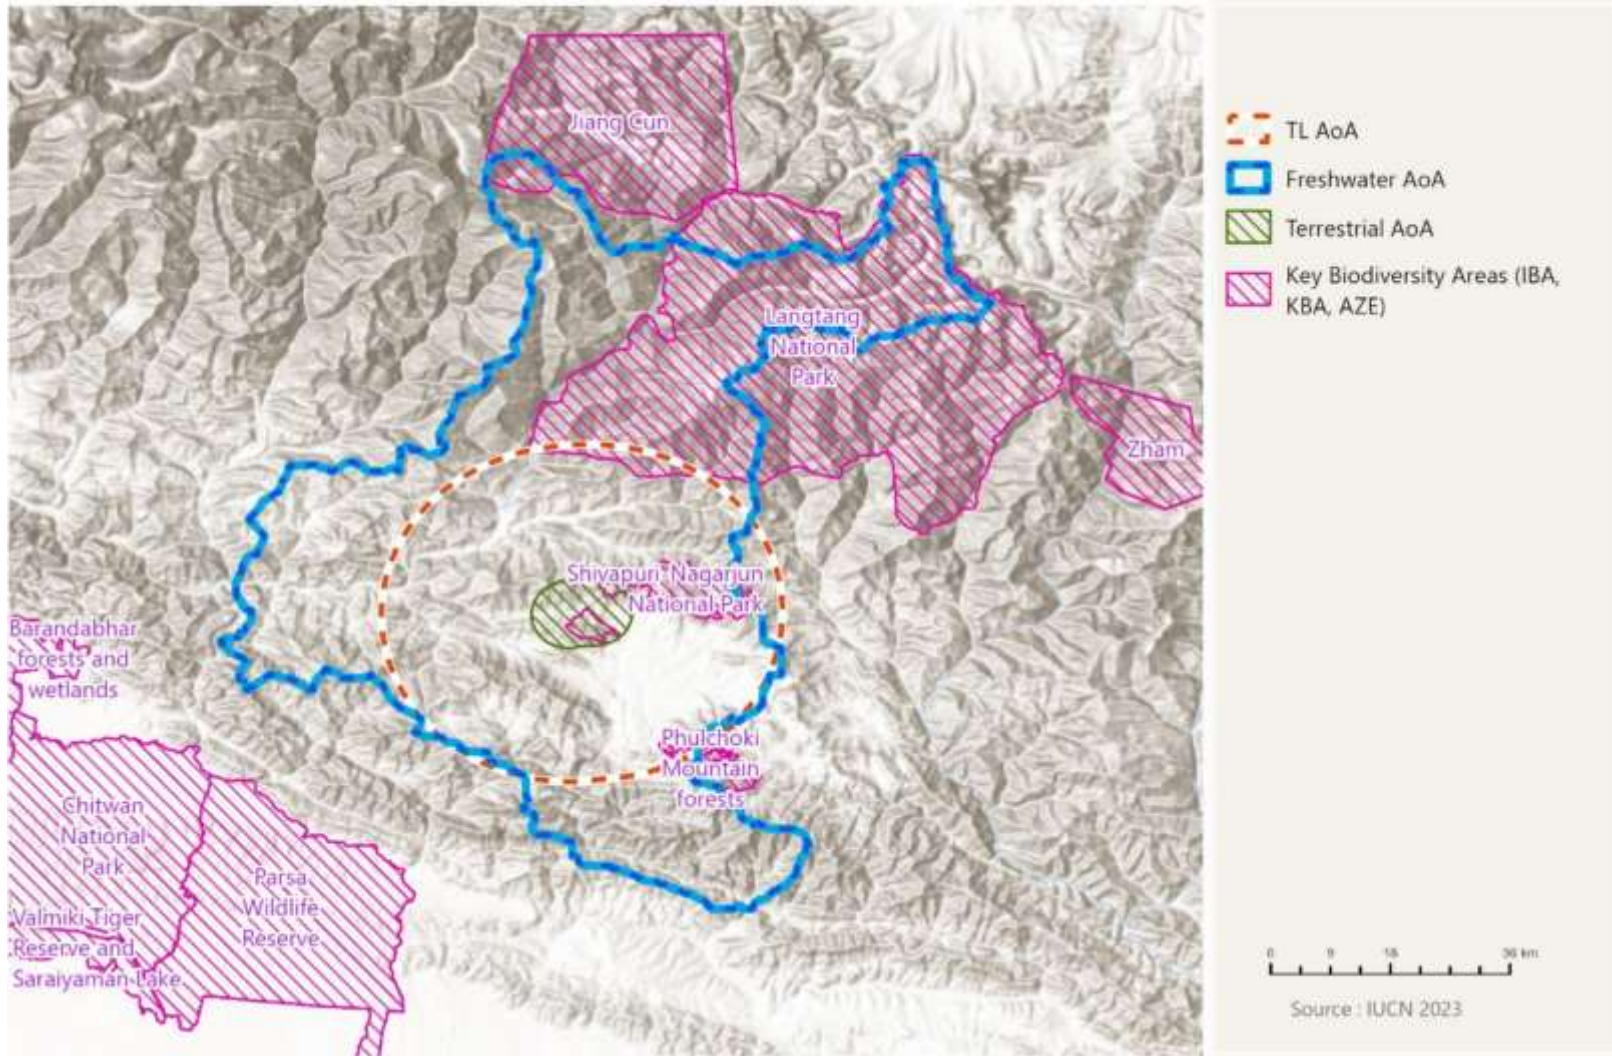 Jiang Cun
Langtang
National
Park
Zham
Shivapuri Nagarjun
National Park
Barandabhar
forests and
wetlands
Phulchoki
Mountain
forests
Chitwan
National
Park
Parsa
Wildlife
Reserve
Valmiki Tiger
Reserve and
Saraiyaman Lake
TL AoA
Freshwater AoA
Terrestrial AoA
Key Biodiversity Areas (IBA,
KBA, AZE)
0 9 18 36 km
Source : IUCN 2023